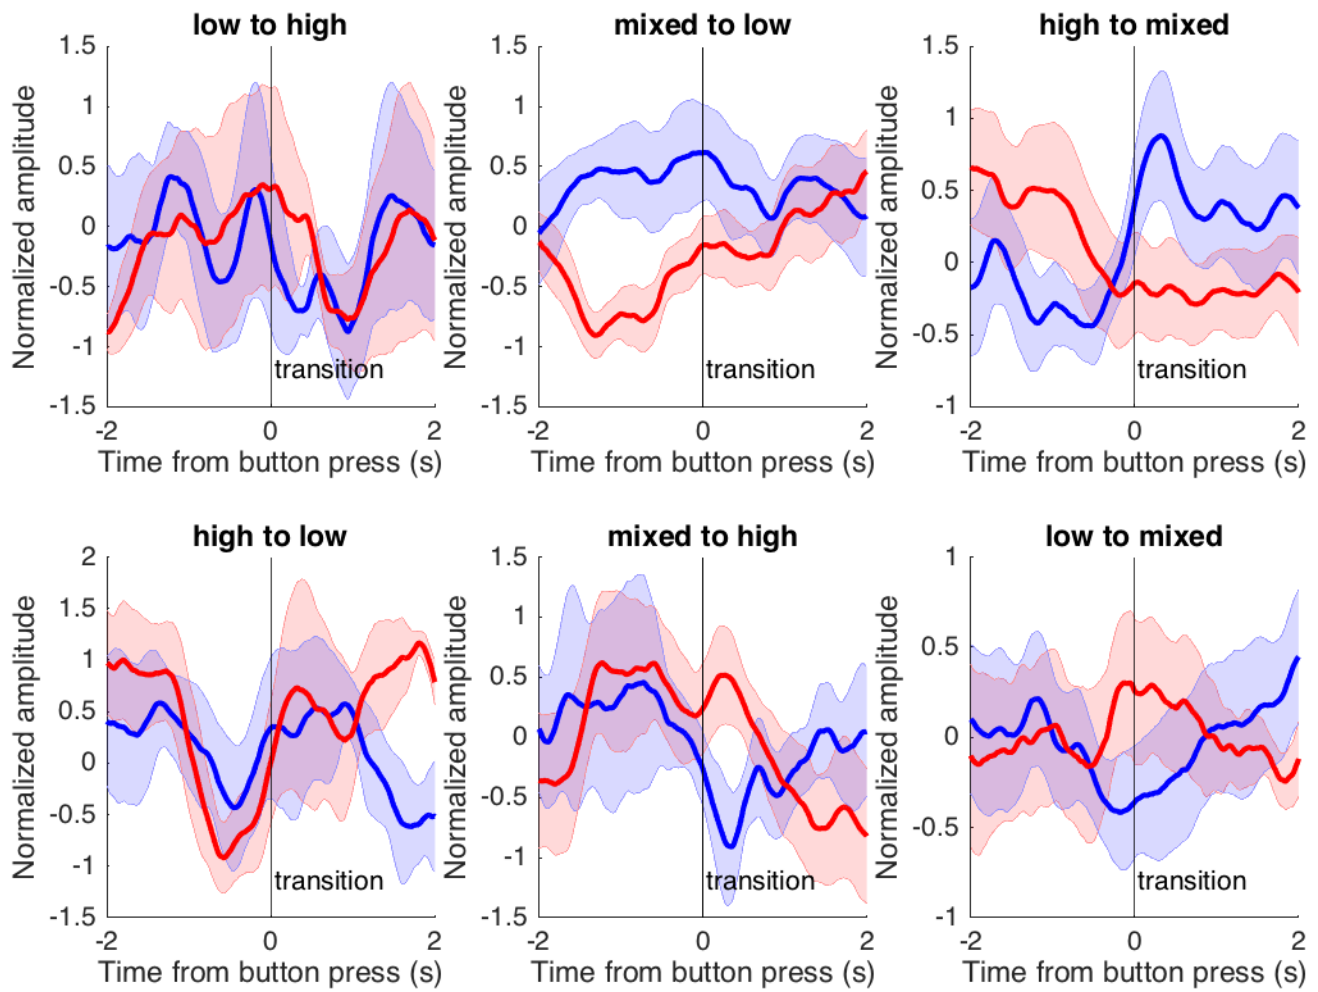 low to high
mixed to low
high to mixed
1.5
1
0.5
0
-0.5
-1
-1.5
Normalized amplitude
transition
-2
0
2
Time from button press (s)
1.5
1
0.5
0
-0.5
-1
-1.5
Normalized amplitude
transition
-2
0
2
Time from button press (s)
1.5
1
0.5
0
-0.5
-1
Normalized amplitude
transition
-2
0
2
Time from button press (s)
high to low
mixed to high
low to mixed
2
1.5
1
0.5
0
-0.5
-1
-1.5
Normalized amplitude
transition
-2
0
2
Time from button press (s)
1.5
1
0.5
0
-0.5
-1
-1.5
Normalized amplitude
transition
-2
0
2
Time from button press (s)
1
0.5
0
-0.5
-1
Normalized amplitude
transition
-2
0
2
Time from button press (s)